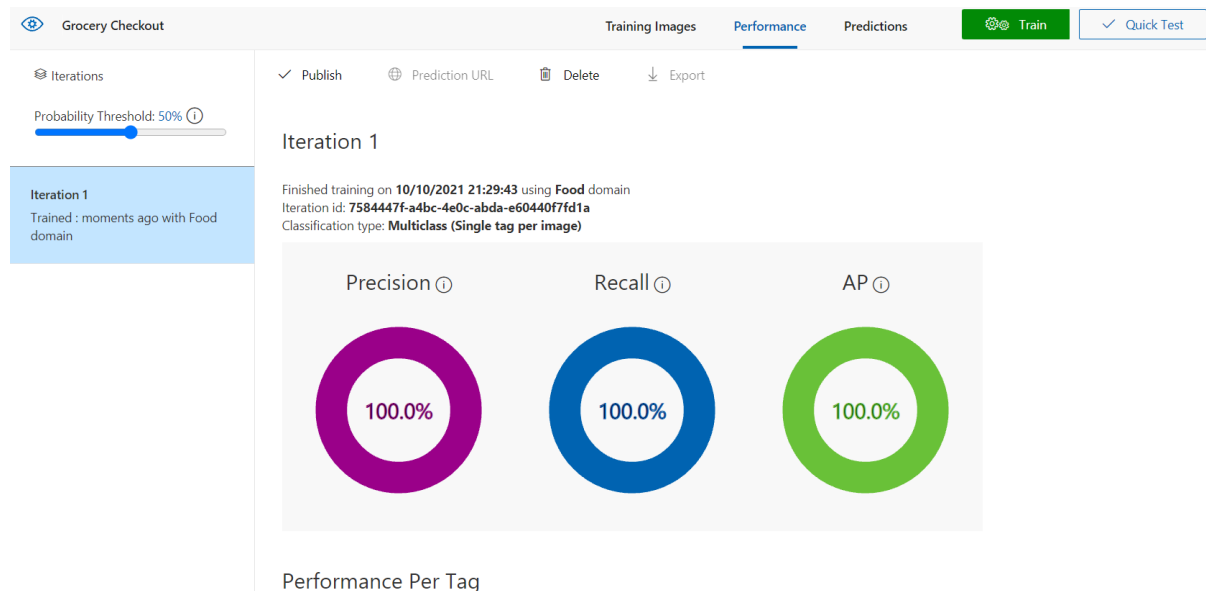 Grocery Checkout
Training Images
Performance
Predictions
Train
Quick Test
Iterations
Probability Threshold: 50%
Iteration 1
Trained : moments ago with Food
domain
Publish
Prediction URL
Delete
Export
Iteration 1
Finished training on 10/10/2021 21:29:43 using Food domain
Iteration id: 7584447f-a4bc-4e0c-abda-e60440f7fd1a
Classification type: Multiclass (Single tag per image)
Precision
Recall
AP
100.0%
100.0%
100.0%
Performance Per Tag